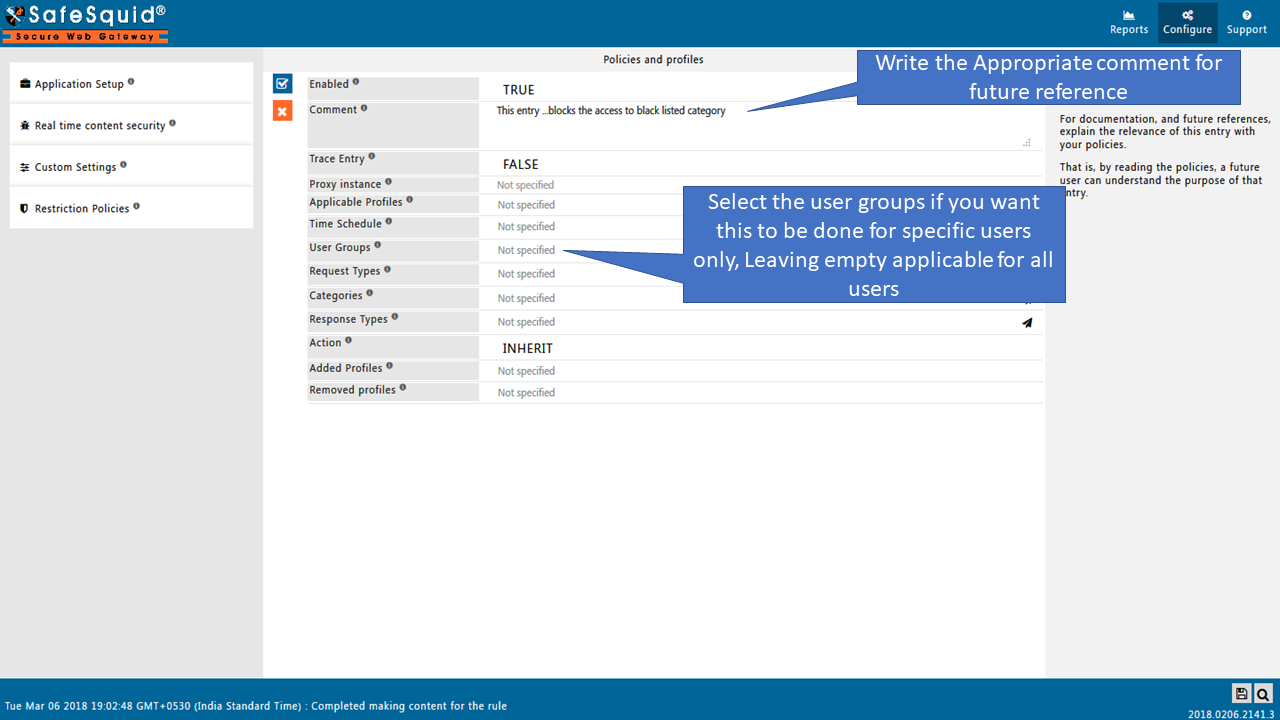 SafeSquid®
Secure Web Gateway
Reports
Configure
Support
Application Setup
Real time content security
Custom Settings
Restriction Policies
Policies and profiles
Enabled
TRUE
Comment
This entry ...blocks the access to black listed category
Trace Entry
FALSE
Proxy instance
Not specified
Applicable Profiles
Not specified
Time Schedule
Not specified
User Groups
Not specified
Request Types
Not specified
Categories
Not specified
Response Types
Not specified
Action
INHERIT
Added Profiles
Not specified
Removed profiles
Not specified
Write the Appropriate comment for
future reference
Select the user groups if you want
this to be done for specific users
only, Leaving empty applicable for all
users
For documentation, and future references,
explain the relevance of this entry with
your policies.
That is, by reading the policies, a future
user can understand the purpose of that
Tue Mar 06 2018 19:02:48 GMT+0530 (India Standard Time) : Completed making content for the rule
2018.0206.2141.3